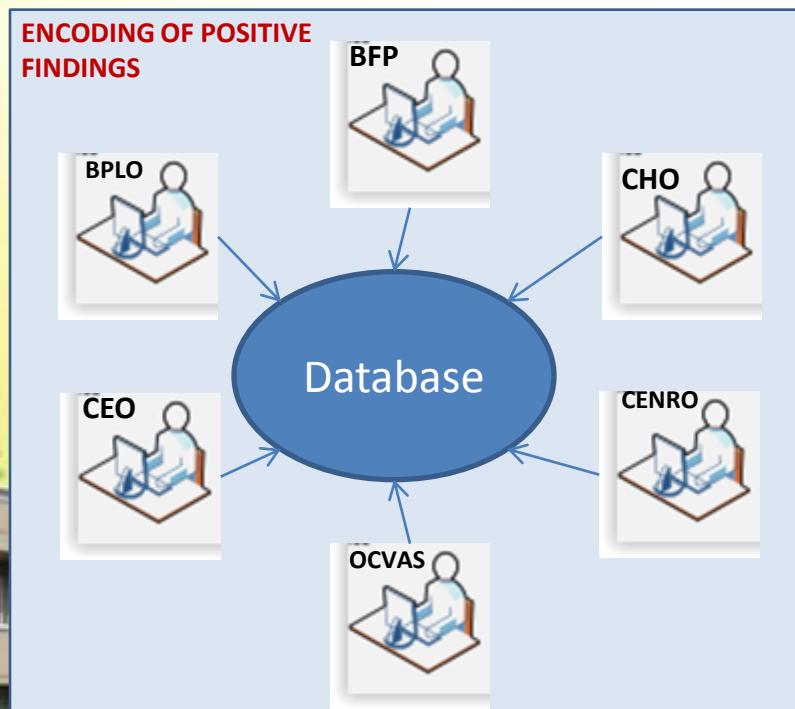 ENCODING OF POSITIVE
FINDINGS
BFP
BPLO
CHO
Database
CEO
CENRO
OCVAS